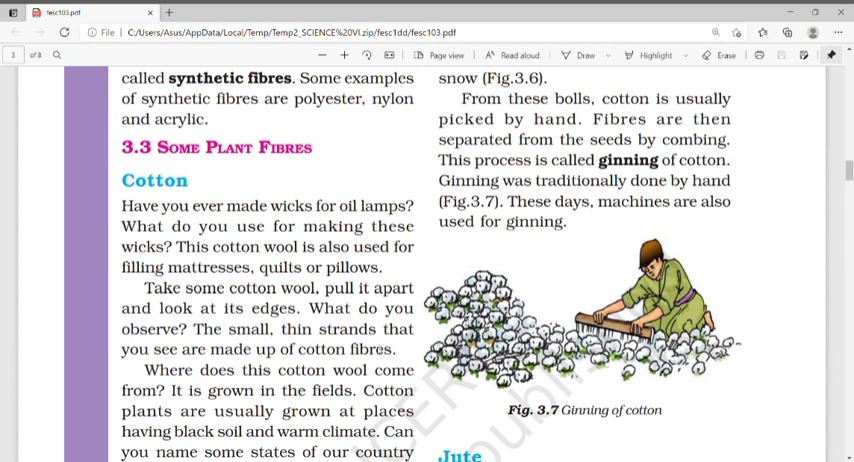 fesc103.pdf
File | C:/Users/Asus/AppData/Local/Temp/Temp2_SCIENCE%20VI.zip/fesc1dd/fesc103.pdf
3 of 8 Page view Read aloud Draw Highlight Erase
called synthetic fibres. Some examples
of synthetic fibres are polyester, nylon
and acrylic.
3.3 SOME PLANT FIBRES
Cotton
Have you ever made wicks for oil lamps?
What do you use for making these
wicks? This cotton wool is also used for
filling mattresses, quilts or pillows.
Take some cotton wool, pull it apart
and look at its edges. What do you
observe? The small, thin strands that
you see are made up of cotton fibres.
Where does this cotton wool come
from? It is grown in the fields. Cotton
plants are usually grown at places
having black soil and warm climate. Can
you name some states of our country
snow (Fig.3.6).
From these bolls, cotton is usually
picked by hand. Fibres are then
separated from the seeds by combing.
This process is called ginning of cotton.
Ginning was traditionally done by hand
(Fig.3.7). These days, machines are also
used for ginning.
Fig. 3.7 Ginning of cotton
Jute